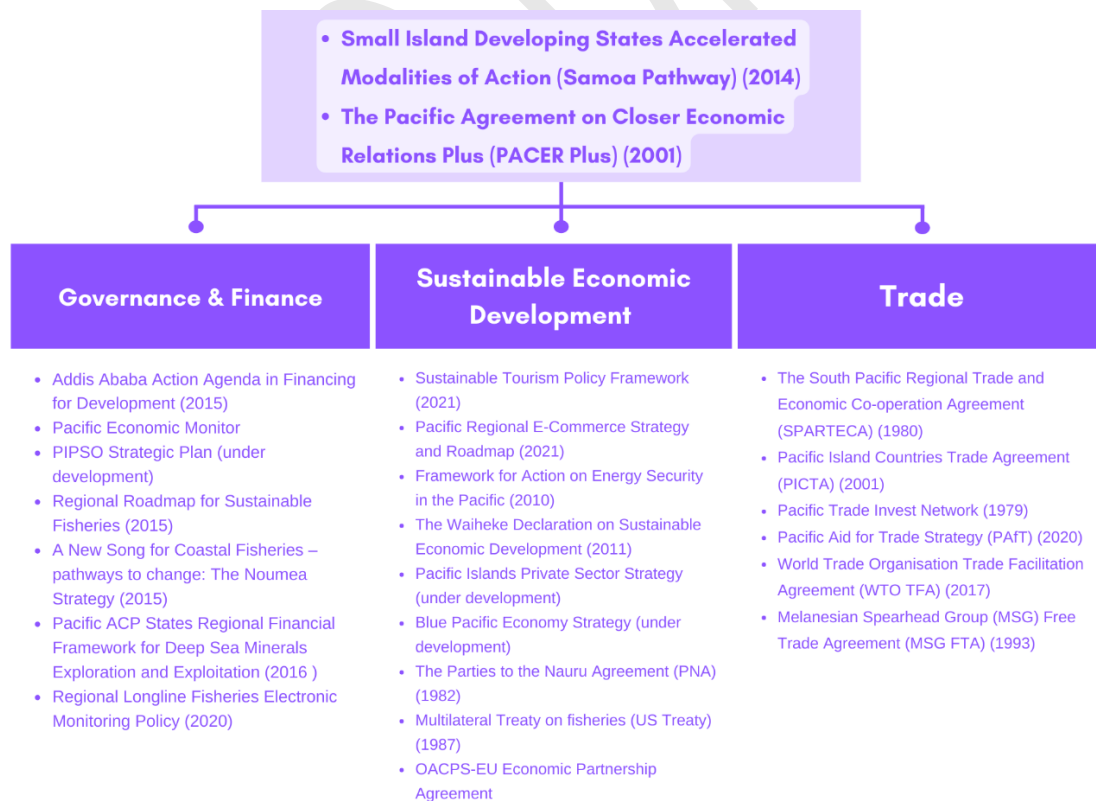 • Small Island Developing States Accelerated
Modalities of Action (Samoa Pathway) (2014)
• The Pacific Agreement on Closer Economic
Relations Plus (PACER Plus) (2001)
Governance & Finance
• Addis Ababa Action Agenda in Financing
for Development (2015)
• Pacific Economic Monitor
• PIPSO Strategic Plan (under
development)
• Regional Roadmap for Sustainable
Fisheries (2015)
• A New Song for Coastal Fisheries –
pathways to change: The Noumea
Strategy (2015)
• Pacific ACP States Regional Financial
Framework for Deep Sea Minerals
Exploration and Exploitation (2016 )
• Regional Longline Fisheries Electronic
Monitoring Policy (2020)
Sustainable Economic
Development
• Sustainable Tourism Policy Framework
(2021)
• Pacific Regional E-Commerce Strategy
and Roadmap (2021)
• Framework for Action on Energy Security
in the Pacific (2010)
• The Waiheke Declaration on Sustainable
Economic Development (2011)
• Pacific Islands Private Sector Strategy
(under development)
• Blue Pacific Economy Strategy (under
development)
• The Parties to the Nauru Agreement (PNA)
(1982)
• Multilateral Treaty on fisheries (US Treaty)
(1987)
• OACPS-EU Economic Partnership
Agreement
Trade
• The South Pacific Regional Trade and
Economic Co-operation Agreement
(SPARTECA) (1980)
• Pacific Island Countries Trade Agreement
(PICTA) (2001)
• Pacific Trade Invest Network (1979)
• Pacific Aid for Trade Strategy (PAfT) (2020)
• World Trade Organisation Trade Facilitation
Agreement (WTO TFA) (2017)
• Melanesian Spearhead Group (MSG) Free
Trade Agreement (MSG FTA) (1993)